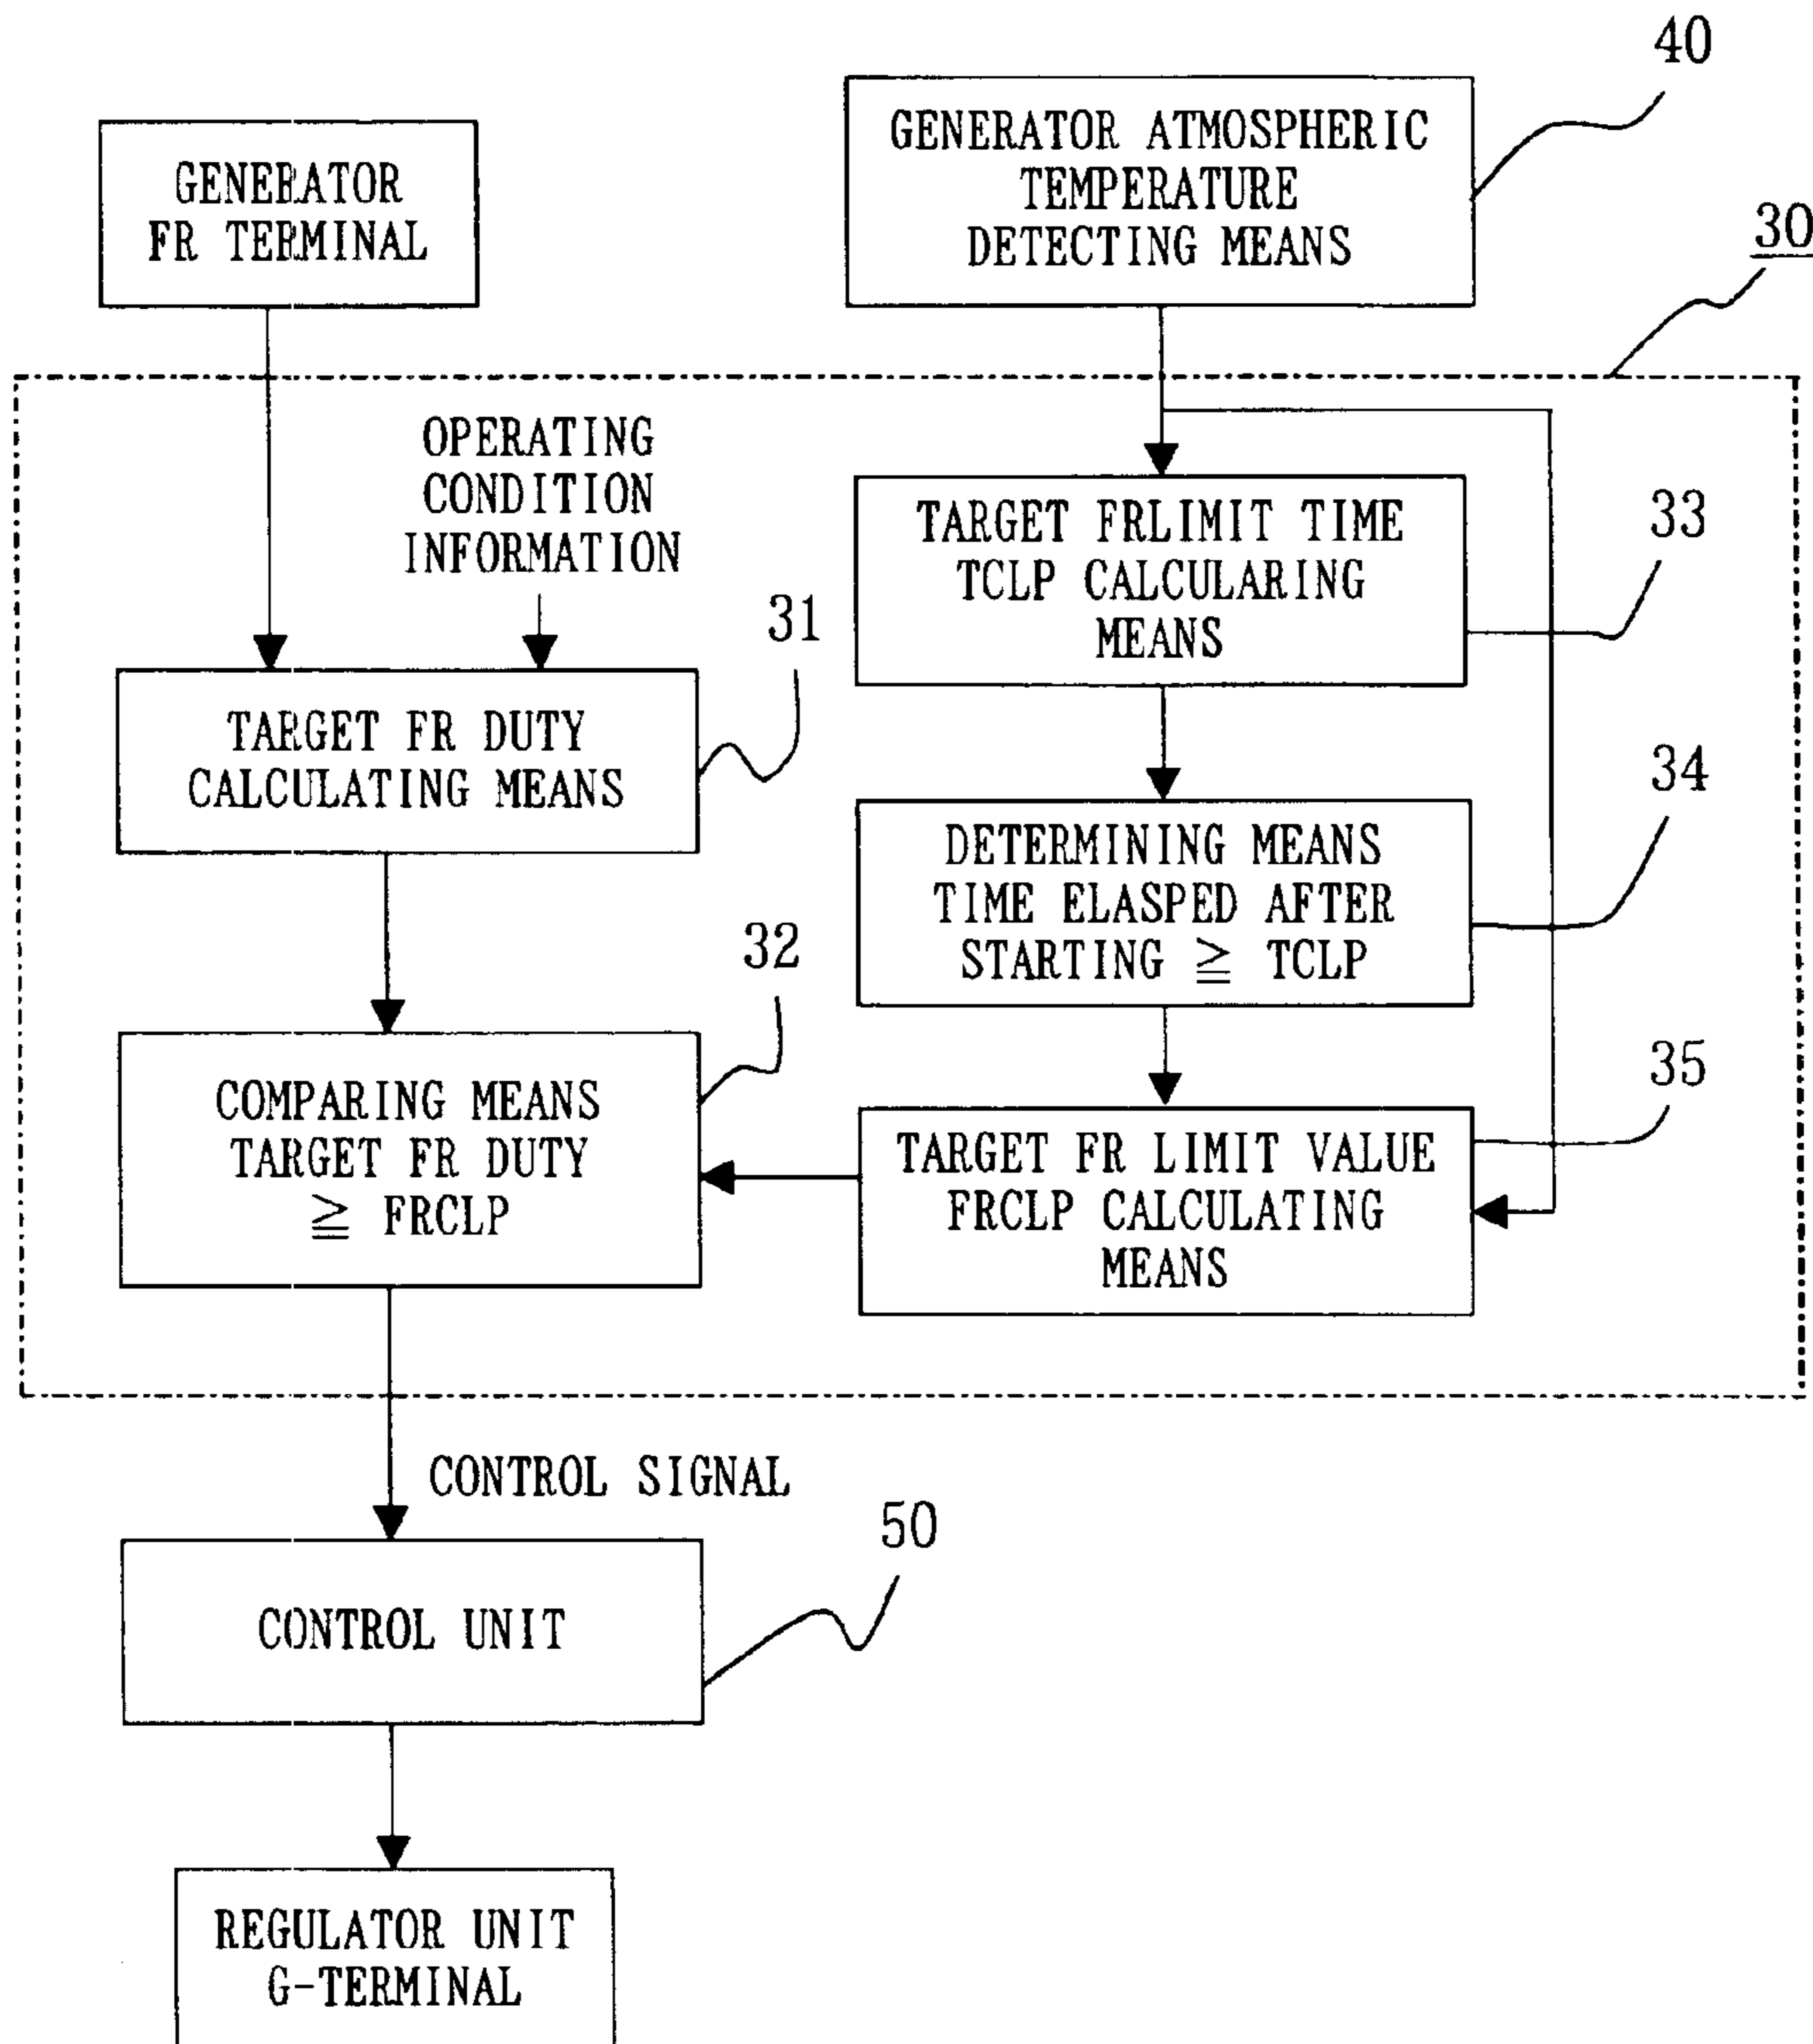 40
GENERATOR ATMOSPHERIC
TEMPERATURE
DETECTING MEANS
GENERATOR
FR TERMINAL
30
OPERATING
CONDITION
INFORMATION
TARGET FRLIMIT TIME
TCLP CALCULARING
MEANS
33
31
TARGET FR DUTY
CALCULATING MEANS
34
DETERMINING MEANS
TIME ELASPED AFTER
STARTING ≧ TCLP
32
COMPARING MEANS
TARGET FR DUTY
≧ FRCLP
35
TARGET FR LIMIT VALUE
FRCLP CALCULATING
MEANS
CONTROL SIGNAL
50
CONTROL UNIT
REGULATOR UNIT
G-TERMINAL